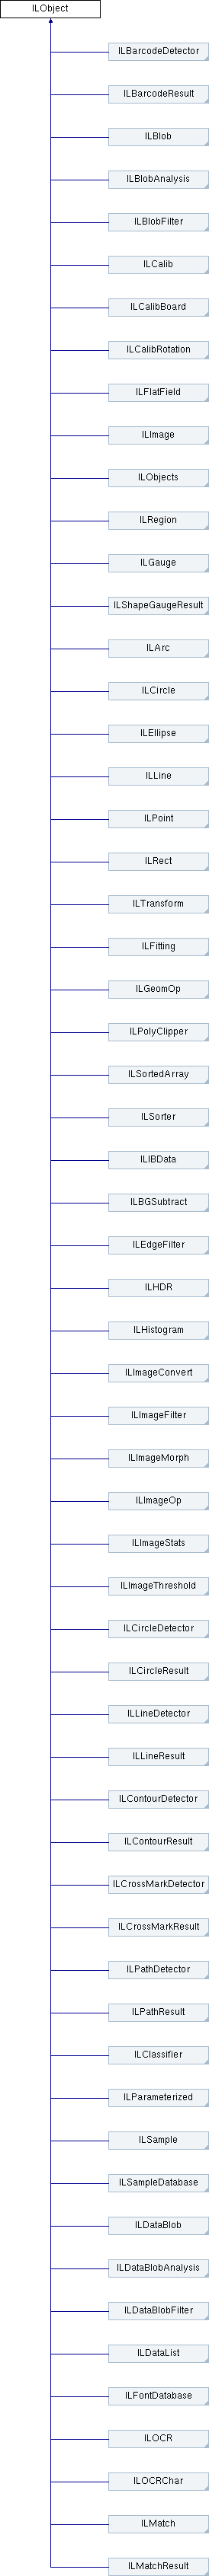 ILObject
ILBarcodeDetector
ILBarcodeResult
ILBlob
ILBlobAnalysis
ILBlobFilter
ILCalib
ILCalibBoard
ILCalibRotation
ILFlatField
ILImage
ILObjects
ILRegion
ILGauge
ILShapeGaugeResult
ILArc
ILCircle
ILEllipse
ILLine
ILPoint
ILRect
ILTransform
ILFitting
ILGeomOp
ILPolyClipper
ILSortedArray
ILSorter
ILIBData
ILBGSubtract
ILEdgeFilter
ILHDR
ILHistogram
ILImageConvert
ILImageFilter
ILImageMorph
ILImageOp
ILImageStats
ILImageThreshold
ILCircleDetector
ILCircleResult
ILLineDetector
ILLineResult
ILContourDetector
ILContourResult
ILCrossMarkDetector
ILCrossMarkResult
ILPathDetector
ILPathResult
ILClassifier
ILParameterized
ILSample
ILSampleDatabase
ILDataBlob
ILDataBlobAnalysis
ILDataBlobFilter
ILDataList
ILFontDatabase
ILOCR
ILOCRChar
ILMatch
ILMatchResult